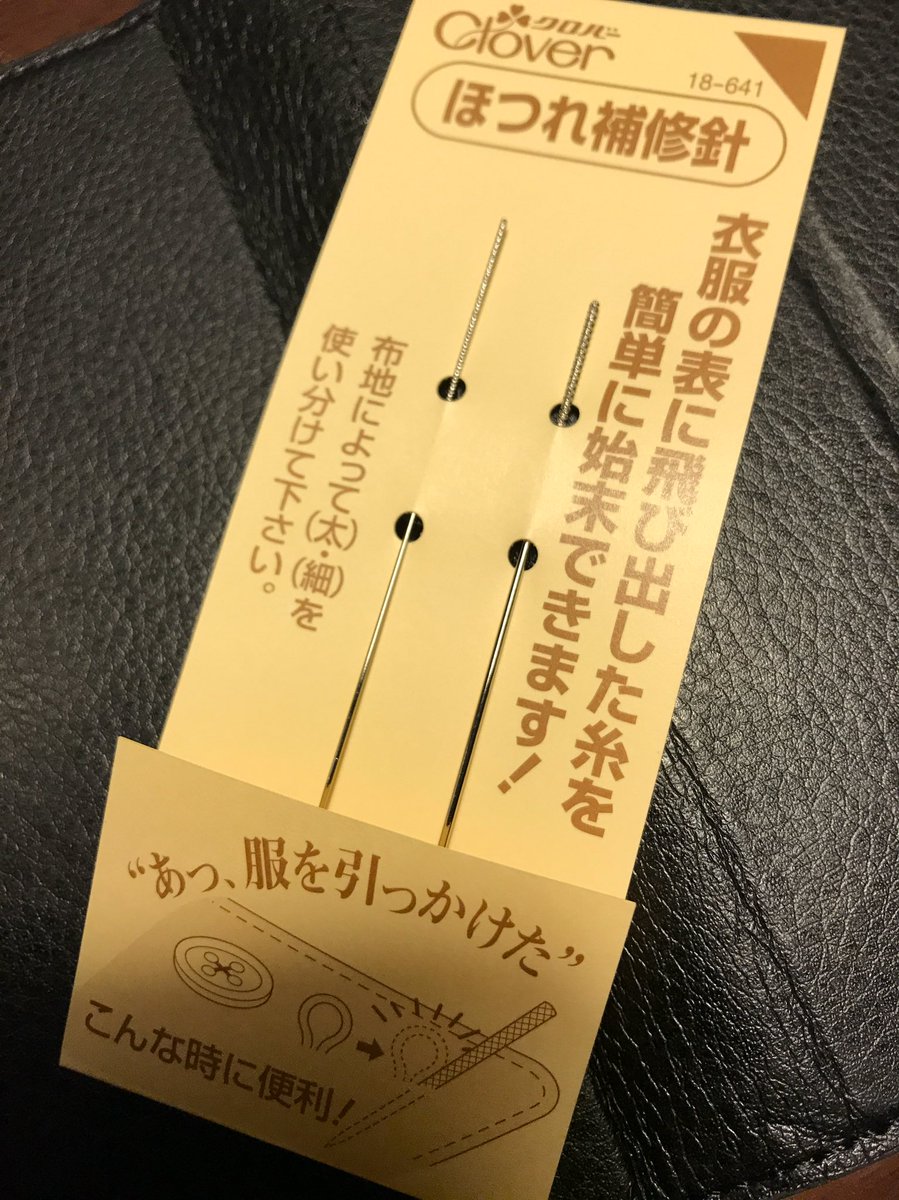 クロバー
Clover
18-641
ほつれ補修針
衣服の表に飛び出した糸を
簡単に始末できます!
布地によって(太)・(細)を
使い分けて下さい。
“あっ、服を引っかけた”
こんな時に便利!